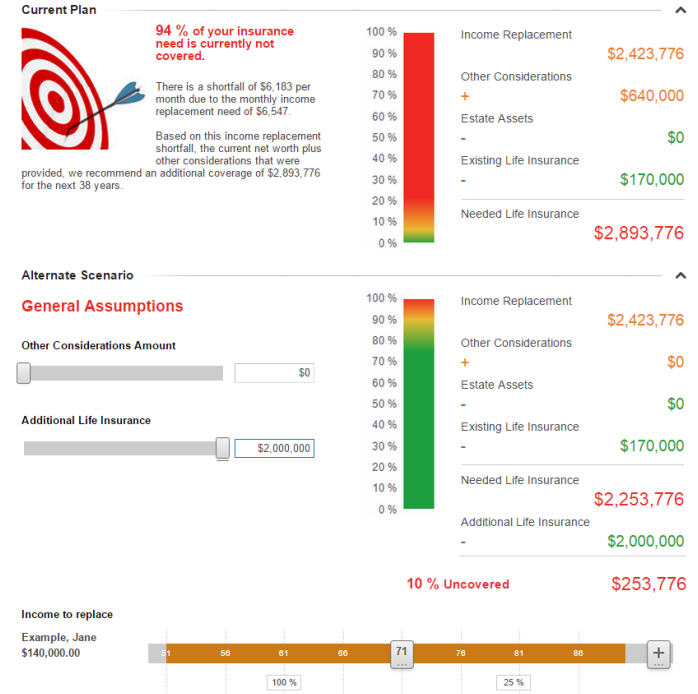 Current Plan
94 % of your insurance
need is currently not
covered.
There is a shortfall of $6,183 per
month due to the monthly income
replacement need of $6,547.
Based on this income replacement
shortfall, the current net worth plus
other considerations that were
provided, we recommend an additional coverage of $2,893,776
for the next 38 years.
100 %
90 %
80 %
70 %
60 %
50 %
40 %
30 %
20 %
10 %
0 %
Income Replacement
$2,423,776
Other Considerations
+ $640,000
Estate Assets
- $0
Existing Life Insurance
- $170,000
Needed Life Insurance
$2,893,776
Alternate Scenario
General Assumptions
Other Considerations Amount
$0
Additional Life Insurance
$2,000,000
100 %
90 %
80 %
70 %
60 %
50 %
40 %
30 %
20 %
10 %
0 %
Income Replacement
$2,423,776
Other Considerations
+ $0
Estate Assets
- $0
Existing Life Insurance
- $170,000
Needed Life Insurance
$2,253,776
Additional Life Insurance
- $2,000,000
10 % Uncovered $253,776
Income to replace
Example, Jane
$140,000.00
51 56 61 66 71 76 81 86 +
100 % 25 %